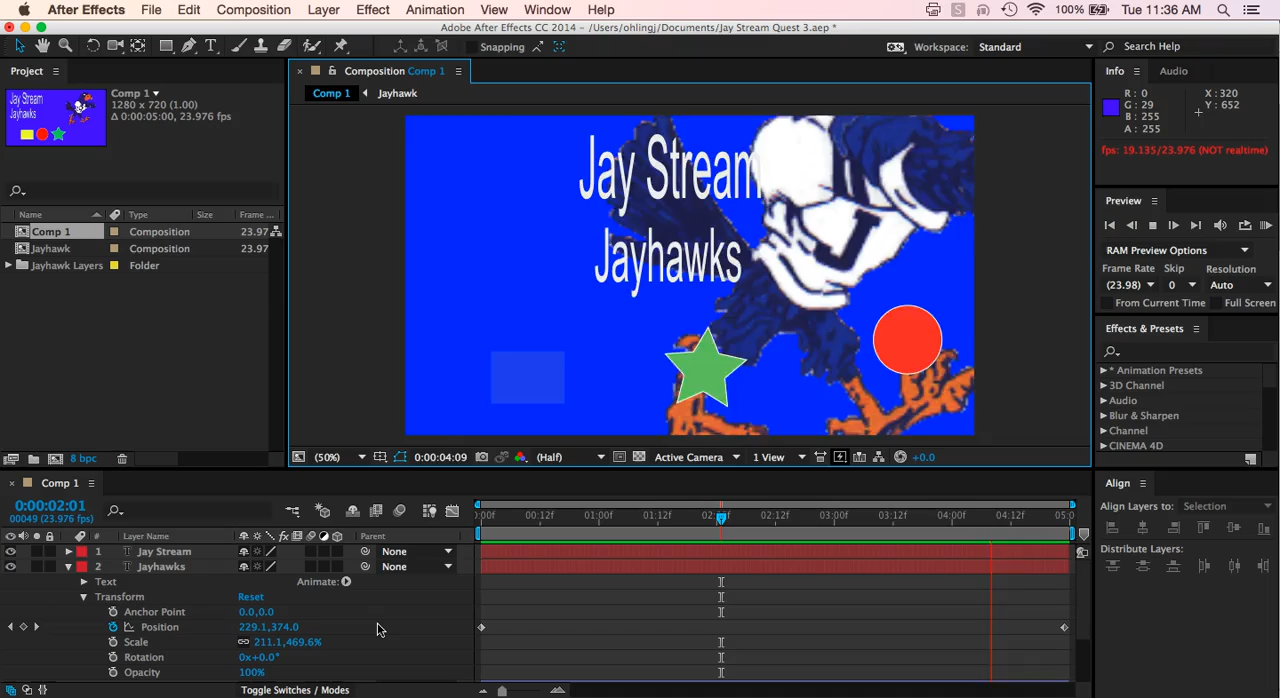 After Effects File Edit Composition Layer Effect Animation View Window Help 100% Tue 11:36 AM
Adobe After Effects CC 2014 - /Users/ohlingj/Documents/Jay Stream Quest 3.aep *
Snapping Workspace: Standard Search Help
Project
Jay Stream
Jayhawks
Comp 1
1280 x 720 (1.00)
Δ 0:00:05:00, 23.976 fps
Name Type Size Frame ...
Comp 1 Composition 23.97
Jayhawk Composition 23.97
Jayhawk Layers Folder
8 bpc
Composition Comp 1
Comp 1 Jayhawk
Jay Stream
Jayhawks
(50%) 0:00:04:09 (Half) Active Camera 1 View +0.0
Info Audio
R: 0 X: 320
G: 29 Y: 652
B: 255
A: 255
fps: 19.135/23.976 (NOT realtime)
Preview
RAM Preview Options
Frame Rate Skip Resolution
(23.98) 0 Auto
From Current Time Full Screen
Effects & Presets
* Animation Presets
3D Channel
Audio
Blur & Sharpen
Channel
CINEMA 4D
Align
Align Layers to: Selection
Distribute Layers:
Comp 1
0:00:02:01
00049 (23.976 fps)
:00f 00:12f 01:00f 01:12f 02:12f 03:00f 03:12f 04:00f 04:12f 05:0
# Layer Name Parent
1 T Jay Stream None
2 T Jayhawks None
Text Animate:
Transform Reset
Anchor Point 0.0,0.0
Position 229.1,374.0
Scale 211.1,469.6%
Rotation 0x+0.0°
Opacity 100%
Toggle Switches / Modes